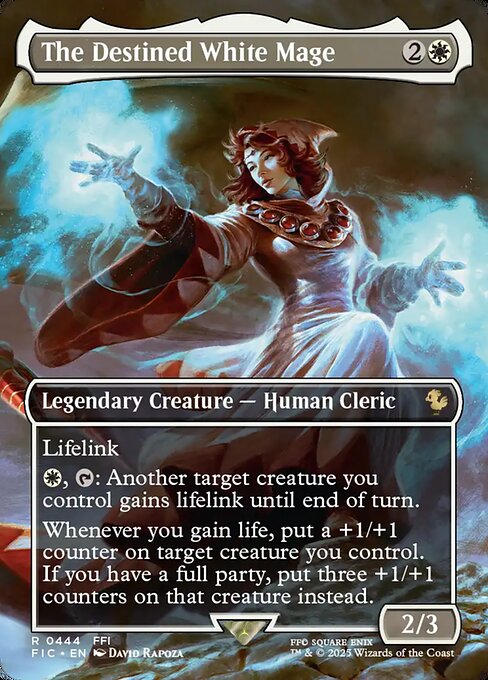 The Destined White Mage 2
Legendary Creature — Human Cleric
Lifelink
, : Another target creature you
control gains lifelink until end of turn.
Whenever you gain life, put a +1/+1
counter on target creature you control.
If you have a full party, put three +1/+1
counters on that creature instead.
2/3
R 0444 FFI
FIC • EN DAVID RAPOZA
FFC SQUARE ENIX
™ & © 2025 Wizards of the Coast